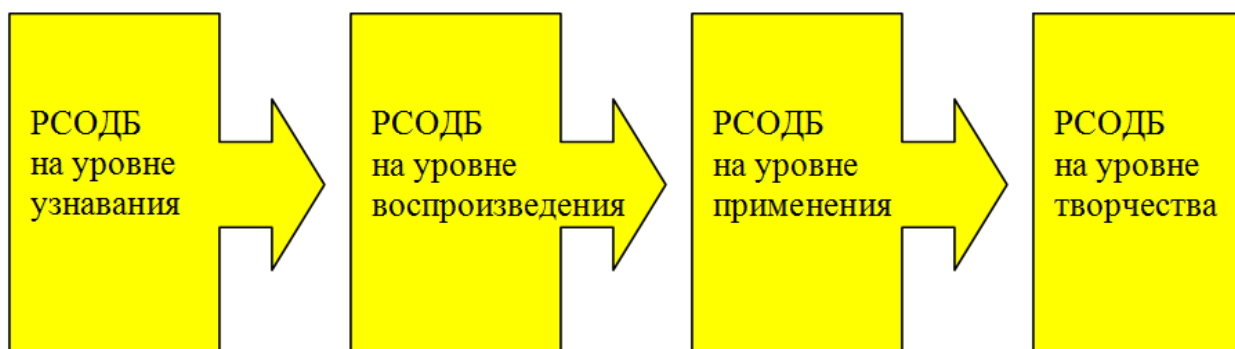 РСОДБ
на уровне
узнавания
РСОДБ
на уровне
воспроизведения
РСОДБ
на уровне
применения
РСОДБ
на уровне
творчества